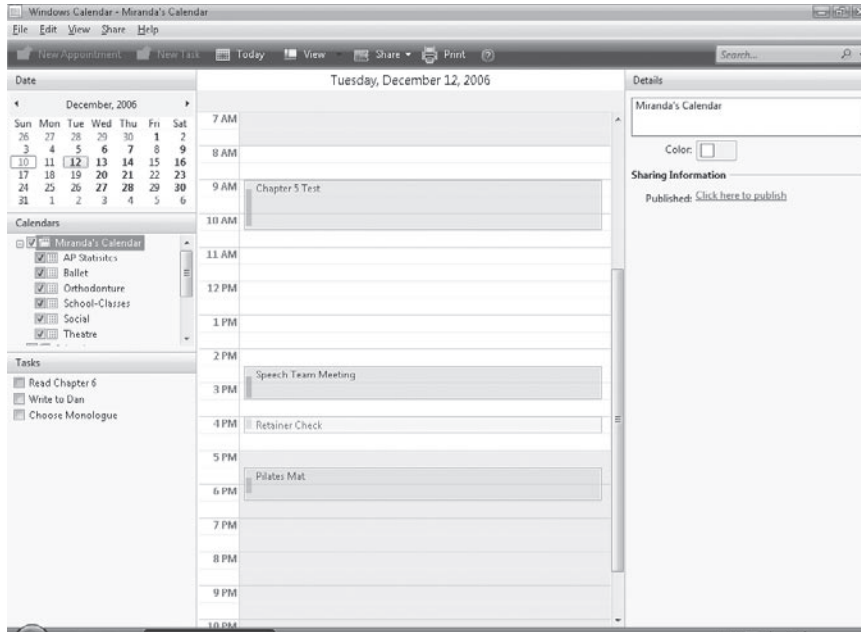 Windows Calendar - Miranda's Calendar
File Edit View Share Help
New Appointment New Task Today View Share Print
Search...
Date
December, 2006
Sun Mon Tue Wed Thu Fri Sat
26 27 28 29 30 1 2
3 4 5 6 7 8 9
10 11 12 13 14 15 16
17 18 19 20 21 22 23
24 25 26 27 28 29 30
31 1 2 3 4 5 6
Calendars
Miranda's Calendar
AP Statisitcs
Ballet
Orthodonture
School-Classes
Social
Theatre
Tasks
Read Chapter 6
Write to Dan
Choose Monologue
Tuesday, December 12, 2006
7 AM
8 AM
9 AM Chapter 5 Test
10 AM
11 AM
12 PM
1 PM
2 PM
Speech Team Meeting
3 PM
4 PM Retainer Check
5 PM
Pilates Mat
6 PM
7 PM
8 PM
9 PM
10 PM
Details
Miranda's Calendar
Color:
Sharing Information
Published: Click here to publish